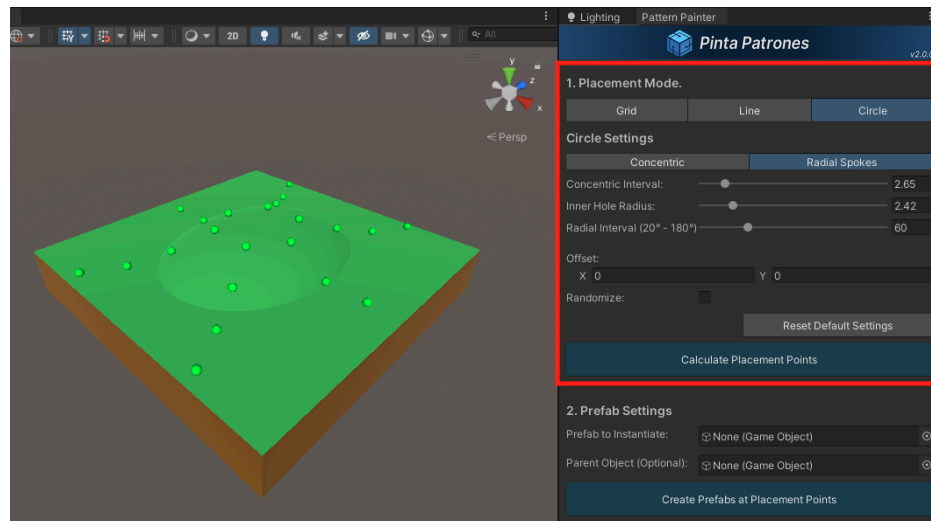 Lighting Pattern Painter
2D All
Pinta Patrones
v2.0.0
y
z
x
Persp
1. Placement Mode.
Grid Line Circle
Circle Settings
Concentric Radial Spokes
Concentric Interval: 2.65
Inner Hole Radius: 2.42
Radial Interval (20° - 180°) 60
Offset:
X 0 Y 0
Randomize:
Reset Default Settings
Calculate Placement Points
2. Prefab Settings
Prefab to Instantiate: None (Game Object)
Parent Object (Optional): None (Game Object)
Create Prefabs at Placement Points